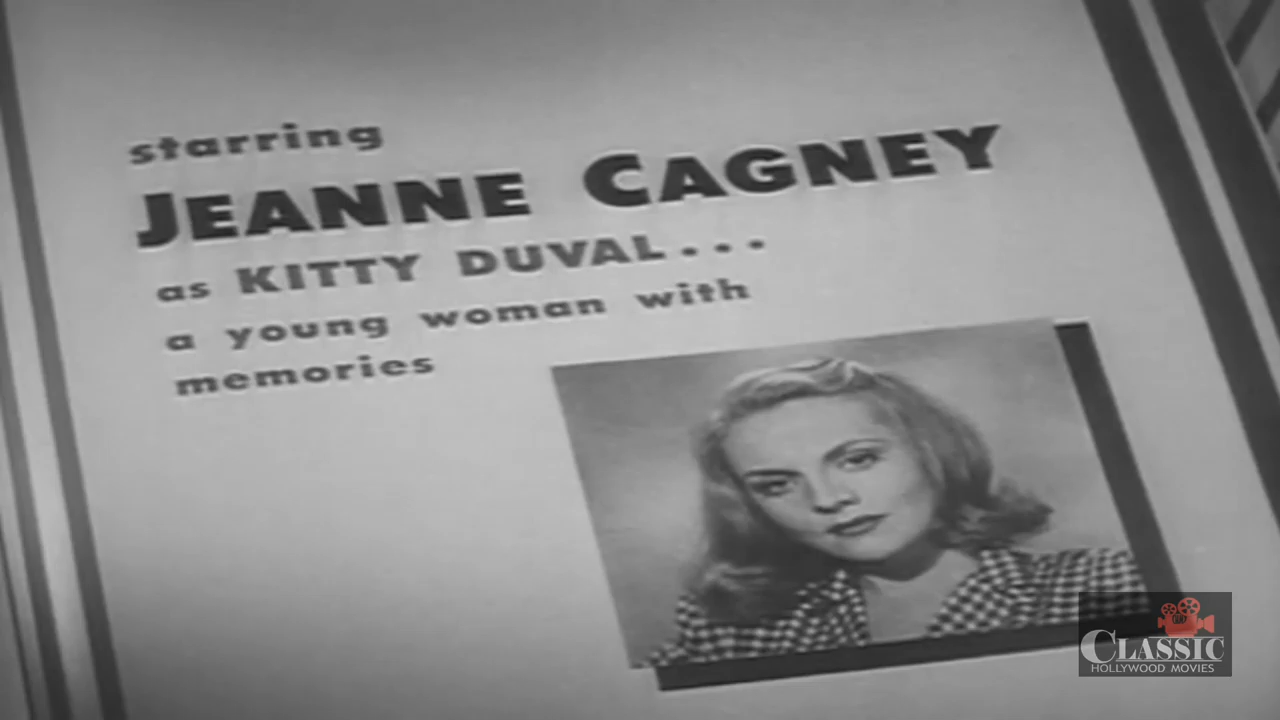 starring
JEANNE CAGNEY
as KITTY DUVAL...
a young woman with
memories
CLASSIC
HOLLYWOOD MOVIES